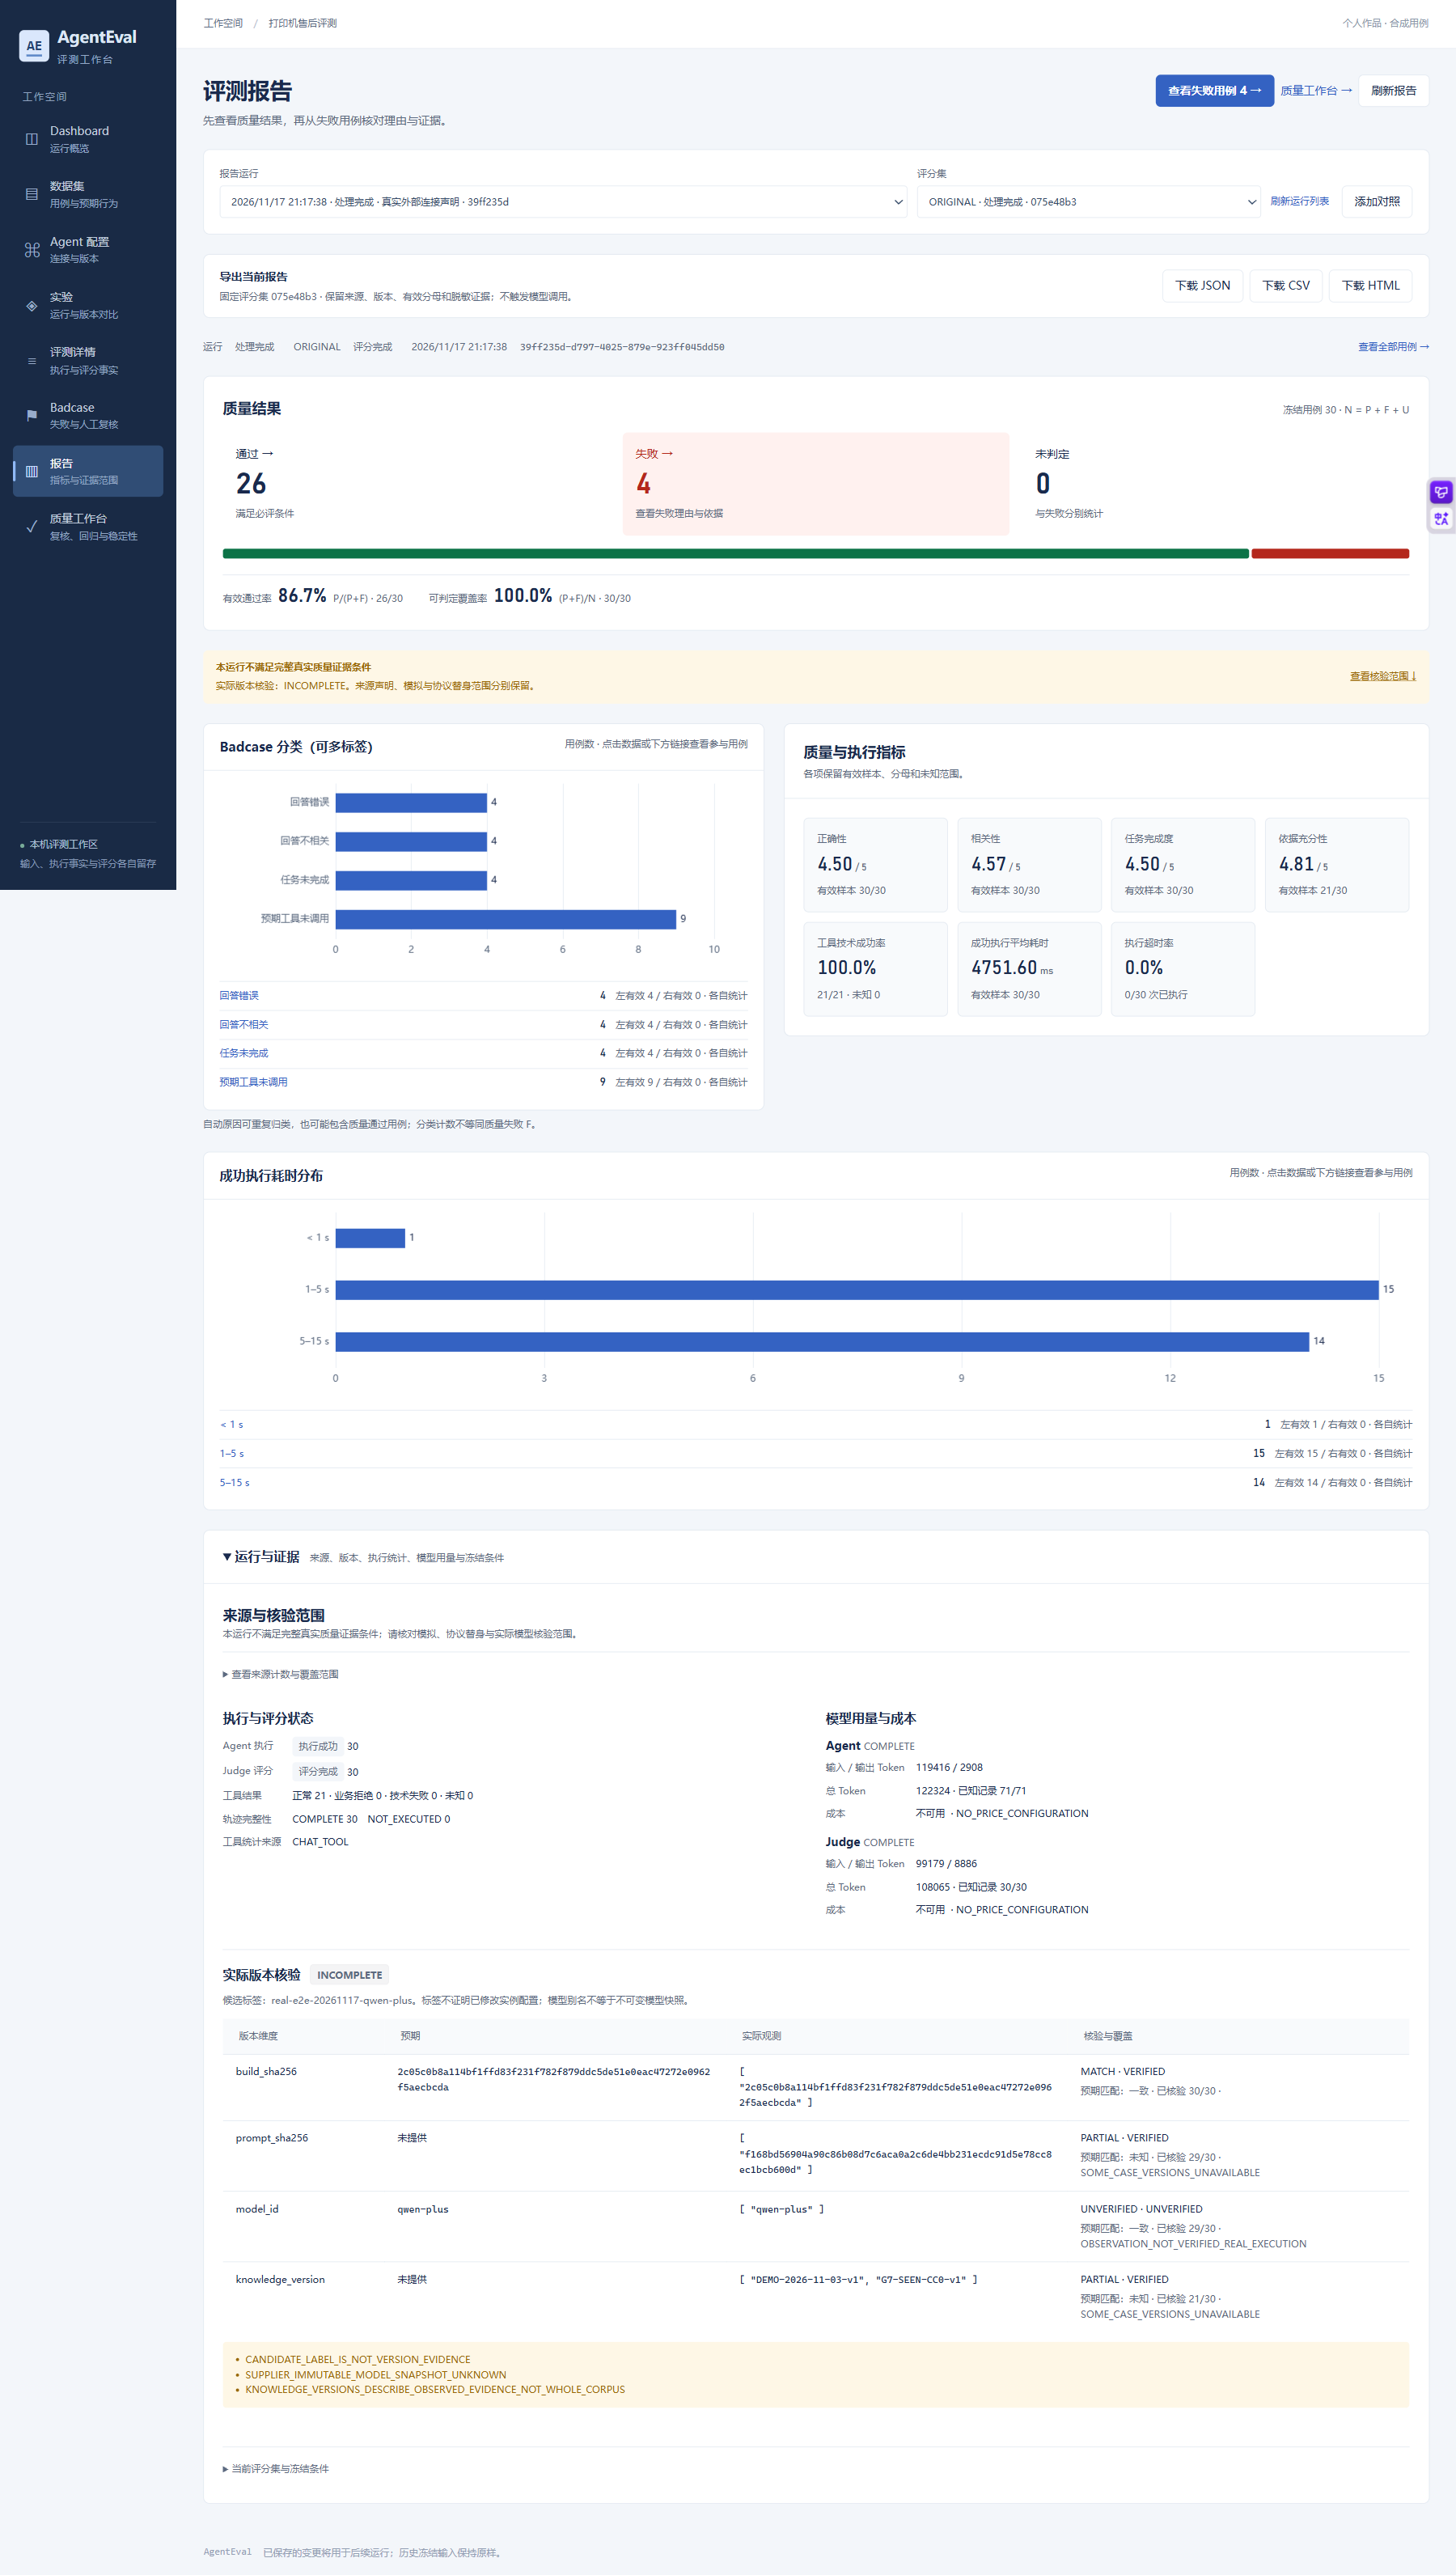 AE
AgentEval
评测工作台
工作空间
Dashboard
运行概览
数据集
用例与预期行为
Agent 配置
连接与版本
实验
运行与版本对比
评测详情
执行与评分事实
Badcase
失败与人工复核
报告
指标与证据范围
质量工作台
复核、回归与稳定性
本机评测工作区
输入、执行事实与评分各自留存
工作空间 / 打印机售后评测
个人作品 · 合成用例
评测报告
先查看质量结果，再从失败用例核对理由与证据。
查看失败用例 4 →
质量工作台 →
刷新报告
报告运行
2026/11/17 21:17:38 · 处理完成 · 真实外部连接声明 · 39ff235d
评分集
ORIGINAL · 处理完成 · 075e48b3
刷新运行列表
添加对照
导出当前报告
固定评分集 075e48b3 · 保留来源、版本、有效分母和脱敏证据；不触发模型调用。
下载 JSON
下载 CSV
下载 HTML
运行 处理完成 ORIGINAL 评分完成 2026/11/17 21:17:38 39ff235d-d797-4025-879e-923ff045dd50
查看全部用例 →
质量结果
冻结用例 30 · N = P + F + U
通过 →
26
满足必评条件
失败 →
4
查看失败理由与依据
未判定
0
与失败分别统计
有效通过率 86.7% P/(P+F) · 26/30 可判定覆盖率 100.0% (P+F)/N · 30/30
本运行不满足完整真实质量证据条件
实际版本核验：INCOMPLETE。来源声明、模拟与协议替身范围分别保留。
查看核验范围↓
Badcase 分类（可多标签）
用例数 · 点击数据或下方链接查看参与用例
回答错误 4
回答不相关 4
任务未完成 4
预期工具未调用 9
0 2 4 6 8 10
回答错误 4 左有效 4 / 右有效 0 · 各自统计
回答不相关 4 左有效 4 / 右有效 0 · 各自统计
任务未完成 4 左有效 4 / 右有效 0 · 各自统计
预期工具未调用 9 左有效 9 / 右有效 0 · 各自统计
自动原因可重复归类，也可能包含质量通过用例；分类计数不等同质量失败 F。
质量与执行指标
各项保留有效样本、分母和未知范围。
正确性
4.50 / 5
有效样本 30/30
相关性
4.57 / 5
有效样本 30/30
任务完成度
4.50 / 5
有效样本 30/30
依据充分性
4.81 / 5
有效样本 21/30
工具技术成功率
100.0%
21/21 · 未知 0
成功执行平均耗时
4751.60 ms
有效样本 30/30
执行超时率
0.0%
0/30 次已执行
成功执行耗时分布
用例数 · 点击数据或下方链接查看参与用例
< 1 s 1
1–5 s 15
5–15 s 14
0 3 6 9 12 15
< 1 s 1 左有效 1 / 右有效 0 · 各自统计
1–5 s 15 左有效 15 / 右有效 0 · 各自统计
5–15 s 14 左有效 14 / 右有效 0 · 各自统计
▼运行与证据 来源、版本、执行统计、模型用量与冻结条件
来源与核验范围
本运行不满足完整真实质量证据条件；请核对模拟、协议替身与实际模型核验范围。
▶ 查看来源计数与覆盖范围
执行与评分状态
Agent 执行 执行成功 30
Judge 评分 评分完成 30
工具结果 正常 21 · 业务拒绝 0 · 技术失败 0 · 未知 0
轨迹完整性 COMPLETE 30 NOT_EXECUTED 0
工具统计来源 CHAT_TOOL
模型用量与成本
Agent COMPLETE
输入 / 输出 Token 119416 / 2908
总 Token 122324 · 已知记录 71/71
成本 不可用 · NO_PRICE_CONFIGURATION
Judge COMPLETE
输入 / 输出 Token 99179 / 8886
总 Token 108065 · 已知记录 30/30
成本 不可用 · NO_PRICE_CONFIGURATION
实际版本核验 INCOMPLETE
候选标签：real-e2e-20261117-qwen-plus。标签不证明已修改实例配置；模型别名不等于不可变模型快照。
版本维度 预期 实际观测 核验与覆盖
build_sha256
2c05c0b8a114bf1ffd83f231f782f879ddc5de51e0eac47272e0962
f5aecbcda
[
"2c05c0b8a114bf1ffd83f231f782f879ddc5de51e0eac47272e096
2f5aecbcda" ]
MATCH · VERIFIED
预期匹配：一致 · 已核验 30/30 ·
prompt_sha256
未提供
[
"f168bd56904a90c86b08d7c6aca0a2c6de4bb231ecdc91d5e78cc8
ec1bcb600d" ]
PARTIAL · VERIFIED
预期匹配：未知 · 已核验 29/30 ·
SOME_CASE_VERSIONS_UNAVAILABLE
model_id
qwen-plus
[ "qwen-plus" ]
UNVERIFIED · UNVERIFIED
预期匹配：一致 · 已核验 29/30 ·
OBSERVATION_NOT_VERIFIED_REAL_EXECUTION
knowledge_version
未提供
[ "DEMO-2026-11-03-v1", "G7-SEEN-CC0-v1" ]
PARTIAL · VERIFIED
预期匹配：未知 · 已核验 21/30 ·
SOME_CASE_VERSIONS_UNAVAILABLE
• CANDIDATE_LABEL_IS_NOT_VERSION_EVIDENCE
• SUPPLIER_IMMUTABLE_MODEL_SNAPSHOT_UNKNOWN
• KNOWLEDGE_VERSIONS_DESCRIBE_OBSERVED_EVIDENCE_NOT_WHOLE_CORPUS
▶ 当前评分集与冻结条件
AgentEval 已保存的变更将用于后续运行；历史冻结输入保持原样。